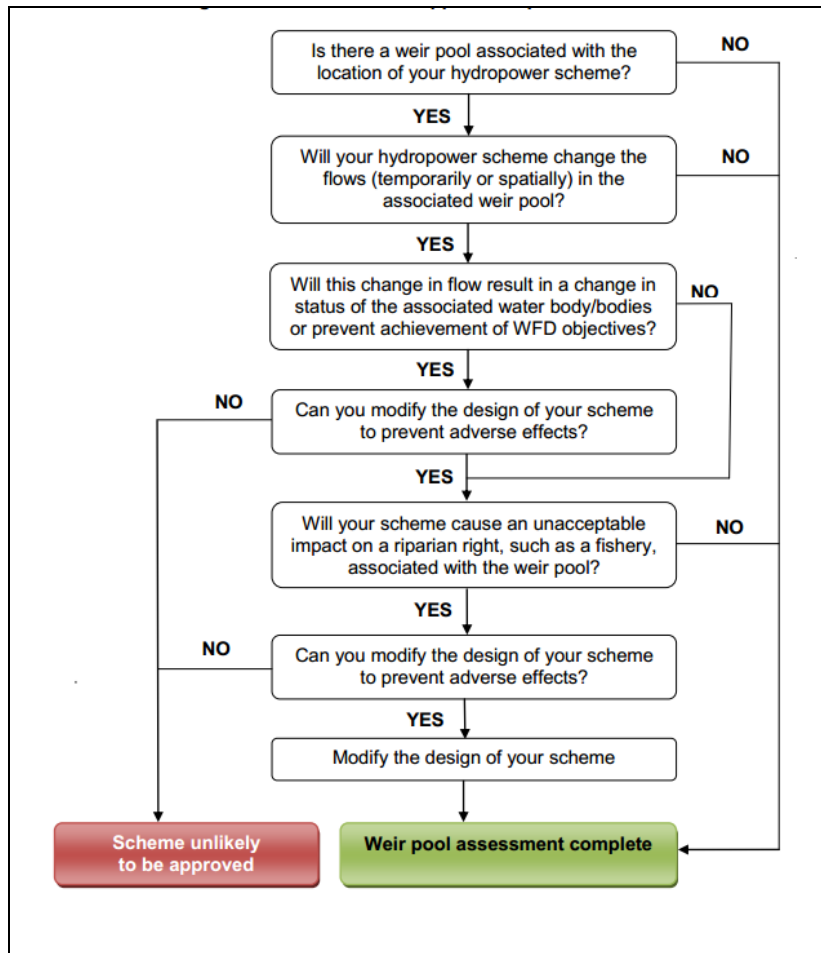 Is there a weir pool associated with the
location of your hydropower scheme?
NO
YES
Will your hydropower scheme change the
flows (temporarily or spatially) in the
associated weir pool?
NO
YES
Will this change in flow result in a change in
status of the associated water body/bodies
or prevent achievement of WFD objectives?
NO
YES
NO
Can you modify the design of your scheme
to prevent adverse effects?
YES
Will your scheme cause an unacceptable
impact on a riparian right, such as a fishery,
associated with the weir pool?
NO
YES
NO
Can you modify the design of your scheme
to prevent adverse effects?
YES
Modify the design of your scheme
Scheme unlikely
to be approved
Weir pool assessment complete